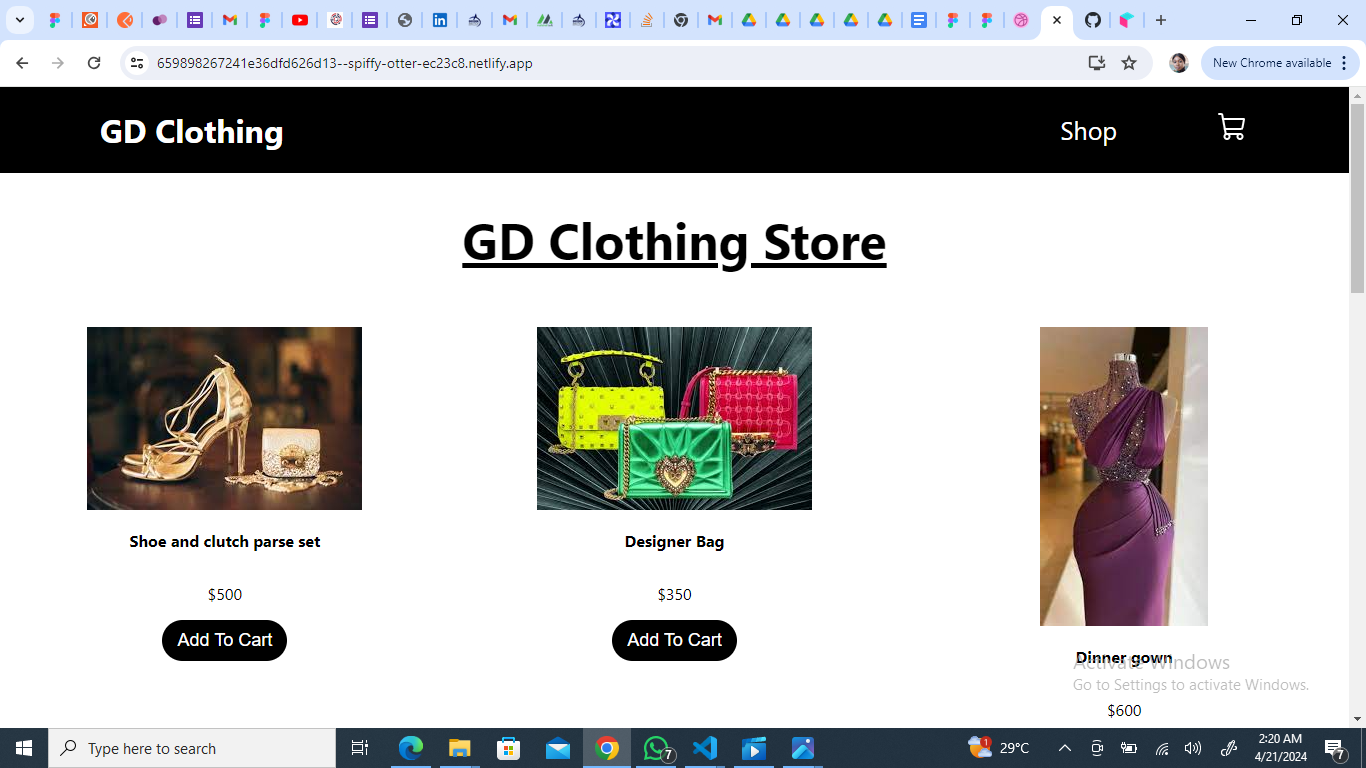 659898267241e36dfd626d13--spiffy-otter-ec23c8.netlify.app
New Chrome available
GD Clothing
Shop
GD Clothing Store
Shoe and clutch parse set
$500
Add To Cart
Designer Bag
$350
Add To Cart
Dinner gown
$600
Activate Windows
Go to Settings to activate Windows.
Type here to search
7
1
29°C
2:20 AM
4/21/2024
7